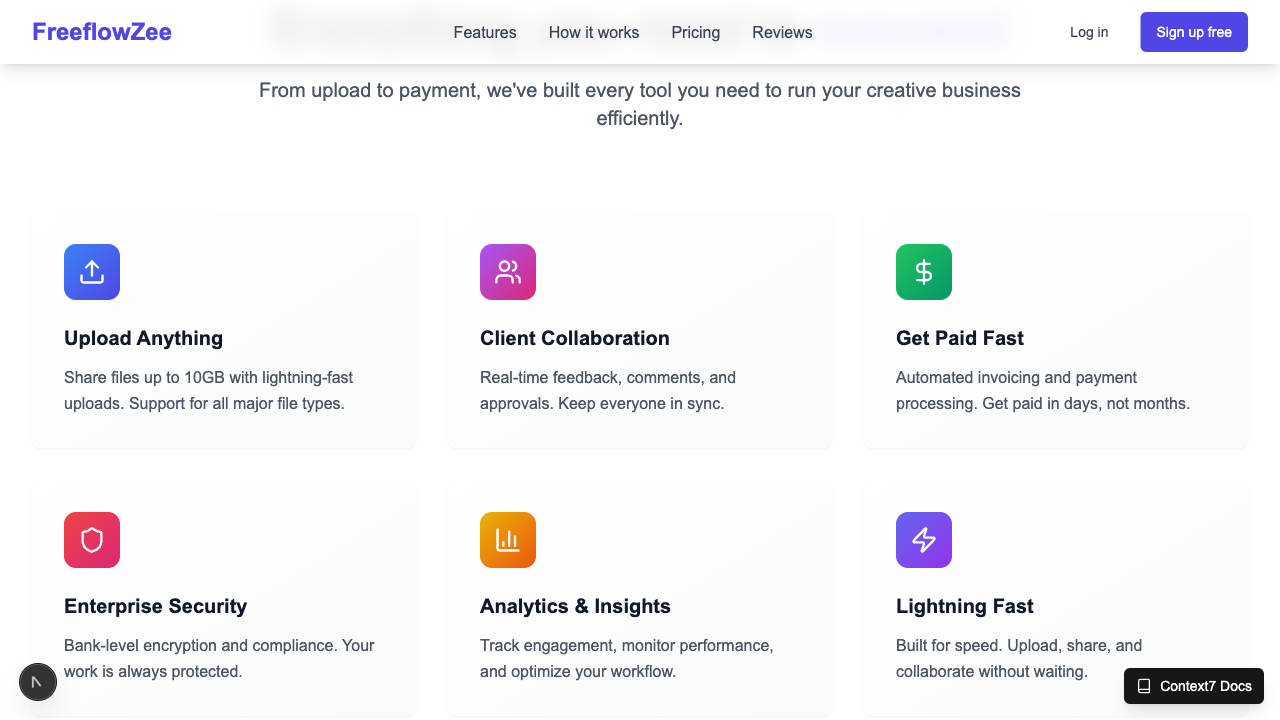 FreeflowZee
Features
How it works
Pricing
Reviews
Log in
Sign up free
From upload to payment, we've built every tool you need to run your creative business
efficiently.
Upload Anything
Share files up to 10GB with lightning-fast
uploads. Support for all major file types.
Client Collaboration
Real-time feedback, comments, and
approvals. Keep everyone in sync.
Get Paid Fast
Automated invoicing and payment
processing. Get paid in days, not months.
Enterprise Security
Bank-level encryption and compliance. Your
work is always protected.
Analytics & Insights
Track engagement, monitor performance,
and optimize your workflow.
Lightning Fast
Built for speed. Upload, share, and
collaborate without waiting.
Context7 Docs